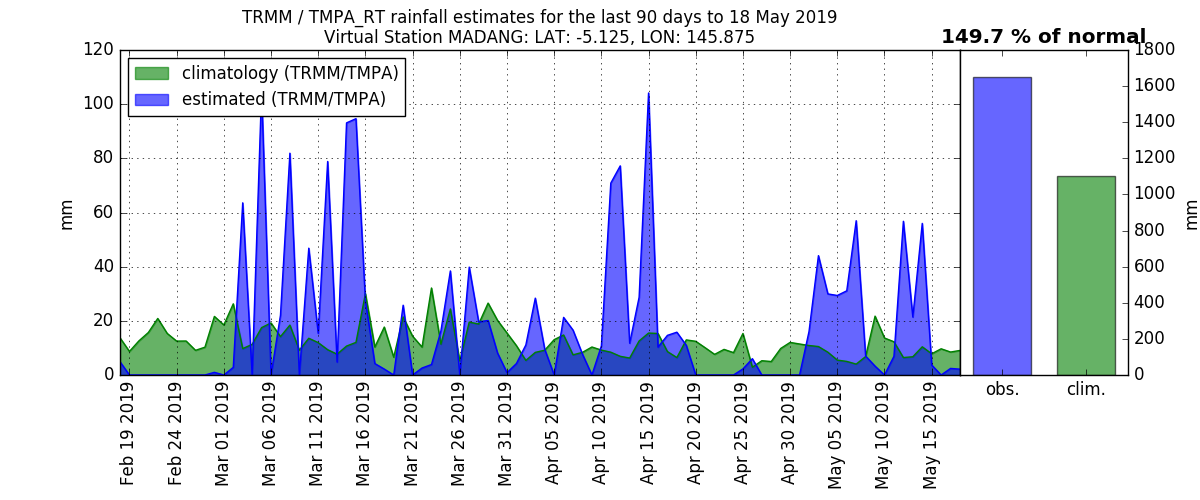 TRMM / TMPA_RT rainfall estimates for the last 90 days to 18 May 2019
Virtual Station MADANG: LAT: -5.125, LON: 145.875
149.7 % of normal
climatology (TRMM/TMPA)
estimated (TRMM/TMPA)
mm
120
100
80
60
40
20
0
Feb 19 2019
Feb 24 2019
Mar 01 2019
Mar 06 2019
Mar 11 2019
Mar 16 2019
Mar 21 2019
Mar 26 2019
Mar 31 2019
Apr 05 2019
Apr 10 2019
Apr 15 2019
Apr 20 2019
Apr 25 2019
Apr 30 2019
May 05 2019
May 10 2019
May 15 2019
obs.
clim.
1800
1600
1400
1200
1000
800
600
400
200
0
mm